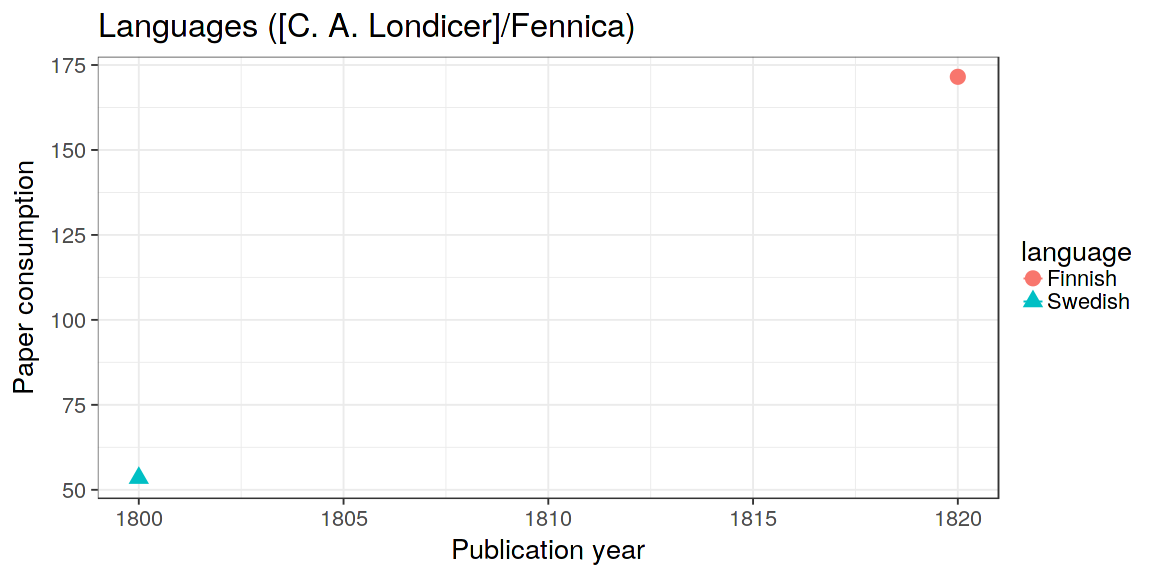 Languages ([C. A. Londicer]/Fennica)
Paper consumption
175
150
125
100
75
50
1800 1805 1810 1815 1820
Publication year
language
Finnish
Swedish